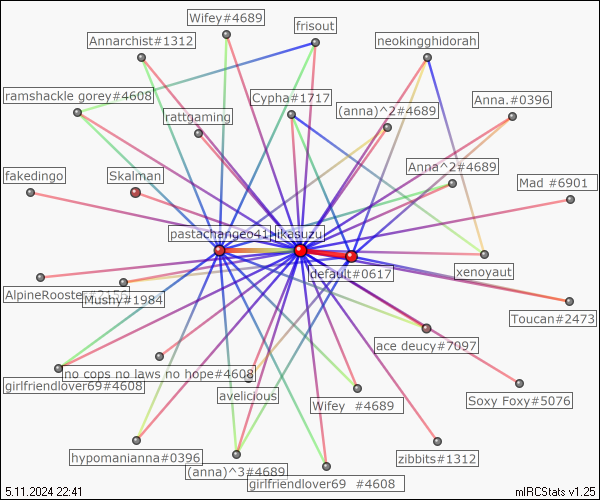 Wifey#4689
frisout
Annarchist#1312
neokingghidorah
ramshackle gorey#4608
Cypha#1717
Anna.#0396
rattgaming
(anna)^2#4689
Anna^2#4689
fakedingo
Skalman
Mad #6901
pastachangeo41
ikasuzu
default#0617
xenoyaut
Mushy#1984
Toucan#2473
ace deucy#7097
no cops no laws no hope#4608
girlfriendlover69#4608
avelicious
Wifey #4689
Soxy Foxy#5076
hypomanianna#0396
zibbits#1312
(anna)^3#4689
girlfriendlover69 #4608
5.11.2024 22:41
mIRCStats v1.25